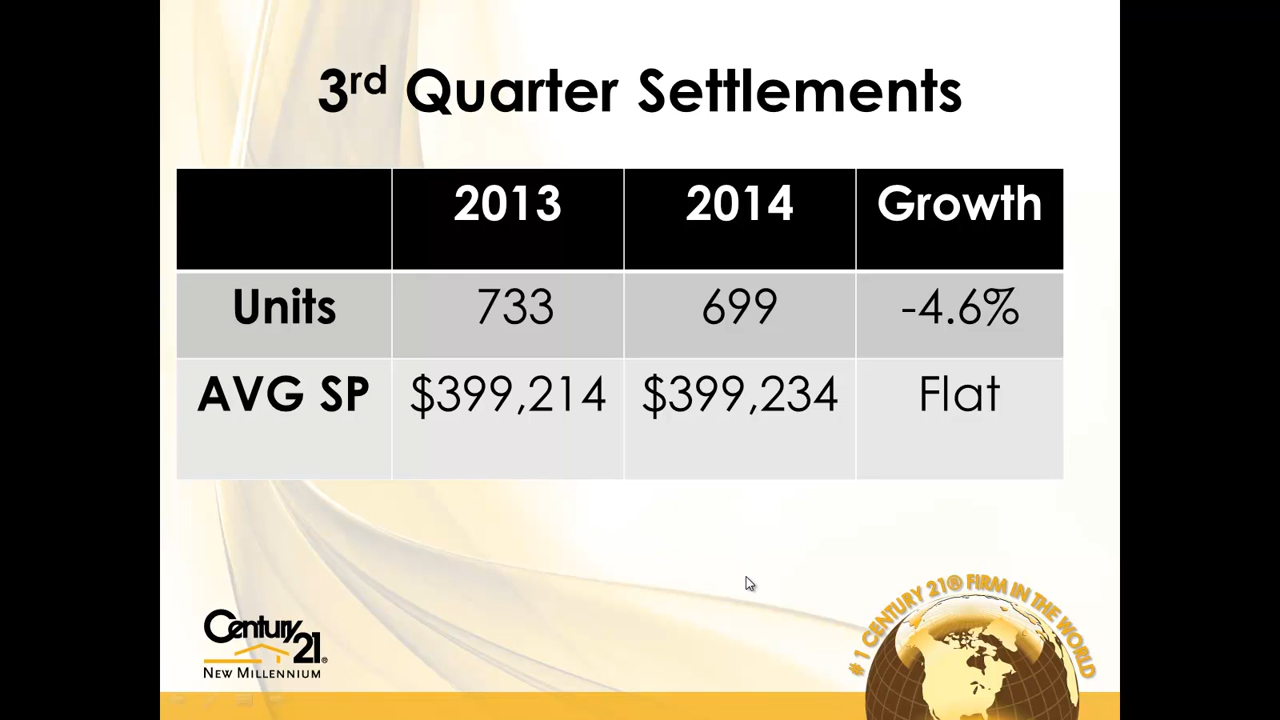 3rd Quarter Settlements
2013 2014 Growth
Units 733 699 -4.6%
AVG SP $399,214 $399,234 Flat
# 1 CENTURY 21® FIRM IN THE WORLD
Century 21®
NEW MILLENNIUM